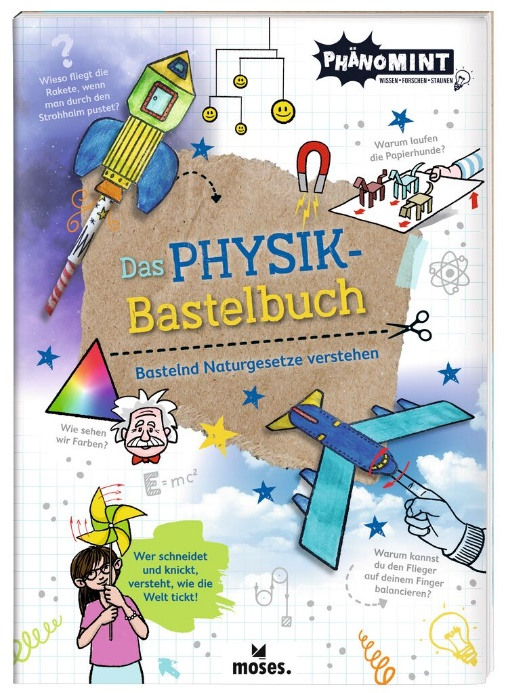 PHÄNOMINT
WISSEN • FORSCHEN • STAUNEN
?
Wieso fliegt die
Rakete, wenn
man durch den
Strohhalm pustet?
Warum laufen
die Papierhunde?
Das PHYSIK-
Bastelbuch
Bastelnd Naturgesetze verstehen
Wie sehen
wir Farben?
E=mc²
Wer schneidet
und knickt,
versteht, wie die
Welt tickt!
Warum kannst
du den Flieger
auf deinem Finger
balancieren?
moses.